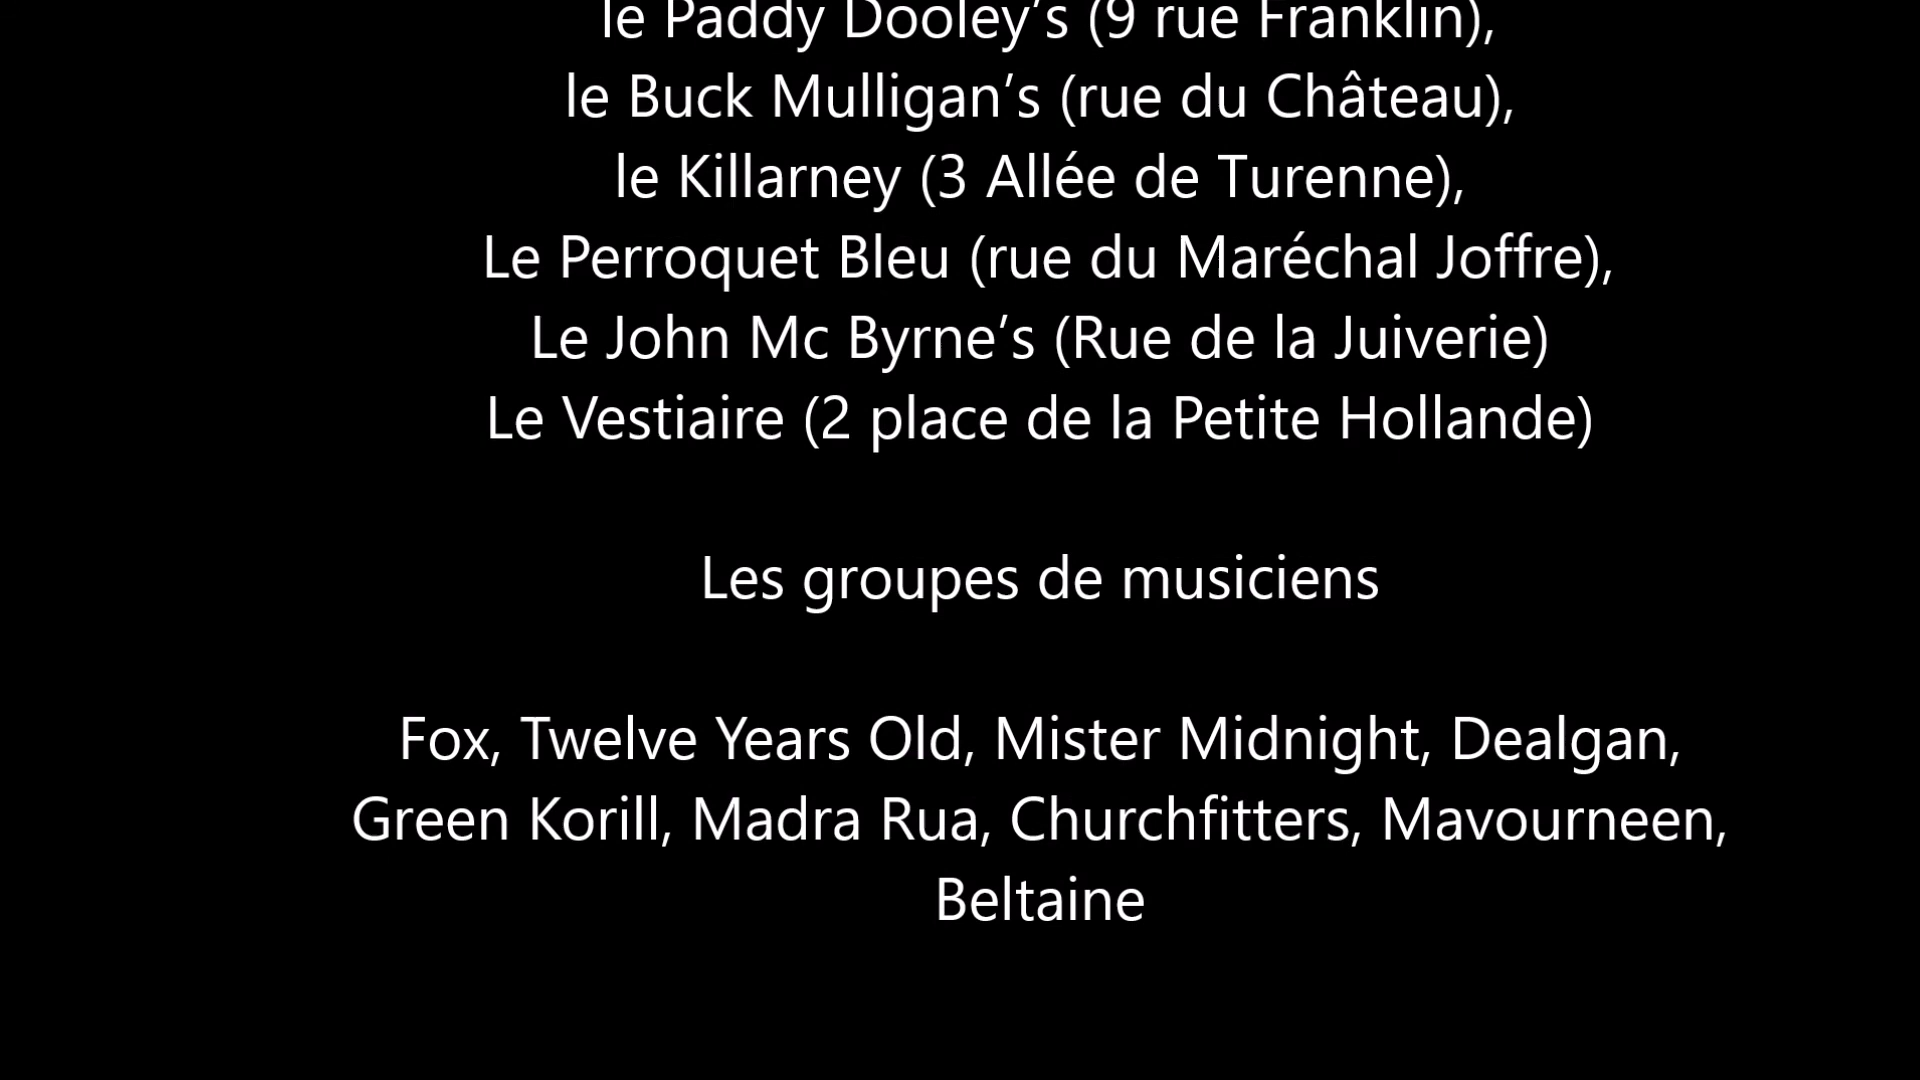 le Paddy Dooley’s (9 rue Franklin),
le Buck Mulligan’s (rue du Château),
le Killarney (3 Allée de Turenne),
Le Perroquet Bleu (rue du Maréchal Joffre),
Le John Mc Byrne’s (Rue de la Juiverie)
Le Vestiaire (2 place de la Petite Hollande)
Les groupes de musiciens
Fox, Twelve Years Old, Mister Midnight, Dealgan,
Green Korill, Madra Rua, Churchfitters, Mavourneen,
Beltaine